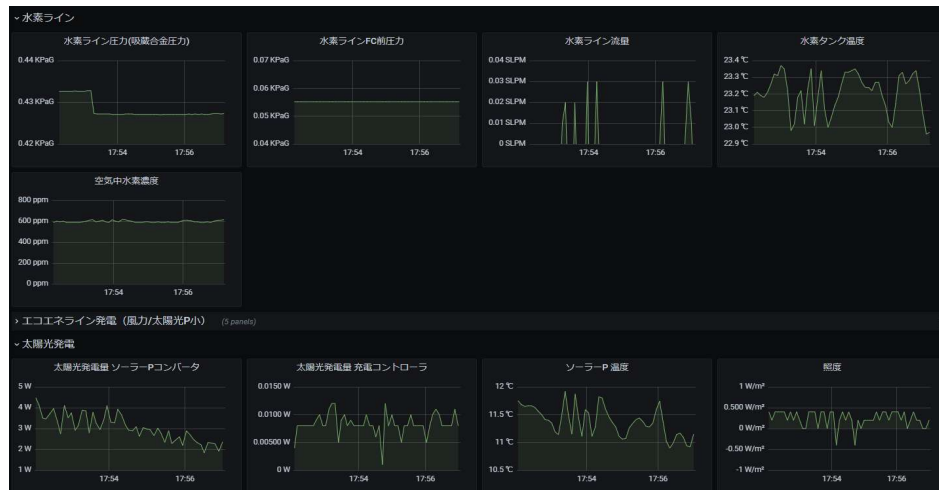 水素ライン
水素ライン圧力(吸蔵合金圧力)
0.44 KPaG
0.43 KPaG
0.42 KPaG
17:54
17:56
水素ラインFC前圧力
0.07 KPaG
0.06 KPaG
0.05 KPaG
0.04 KPaG
17:54
17:56
水素ライン流量
0.04 SLPM
0.03 SLPM
0.02 SLPM
0.01 SLPM
0 SLPM
17:54
17:56
水素タンク温度
23.4 ℃
23.3 ℃
23.2 ℃
23.1 ℃
23.0 ℃
22.9 ℃
17:54
17:56
空気中水素濃度
800 ppm
600 ppm
400 ppm
200 ppm
0 ppm
17:54
17:56
エコエネライン発電（風力/太陽光P小） (5 panels)
太陽光発電
太陽光発電量 ソーラーPコンバータ
5 W
4 W
3 W
2 W
1 W
17:54
17:56
太陽光発電量 充電コントローラ
0.0150 W
0.0100 W
0.00500 W
0 W
17:54
17:56
ソーラーP 温度
12 ℃
11.5 ℃
11 ℃
10.5 ℃
17:54
17:56
照度
1 W/m²
0.500 W/m²
0 W/m²
-0.50 W/m²
-1 W/m²
17:54
17:56